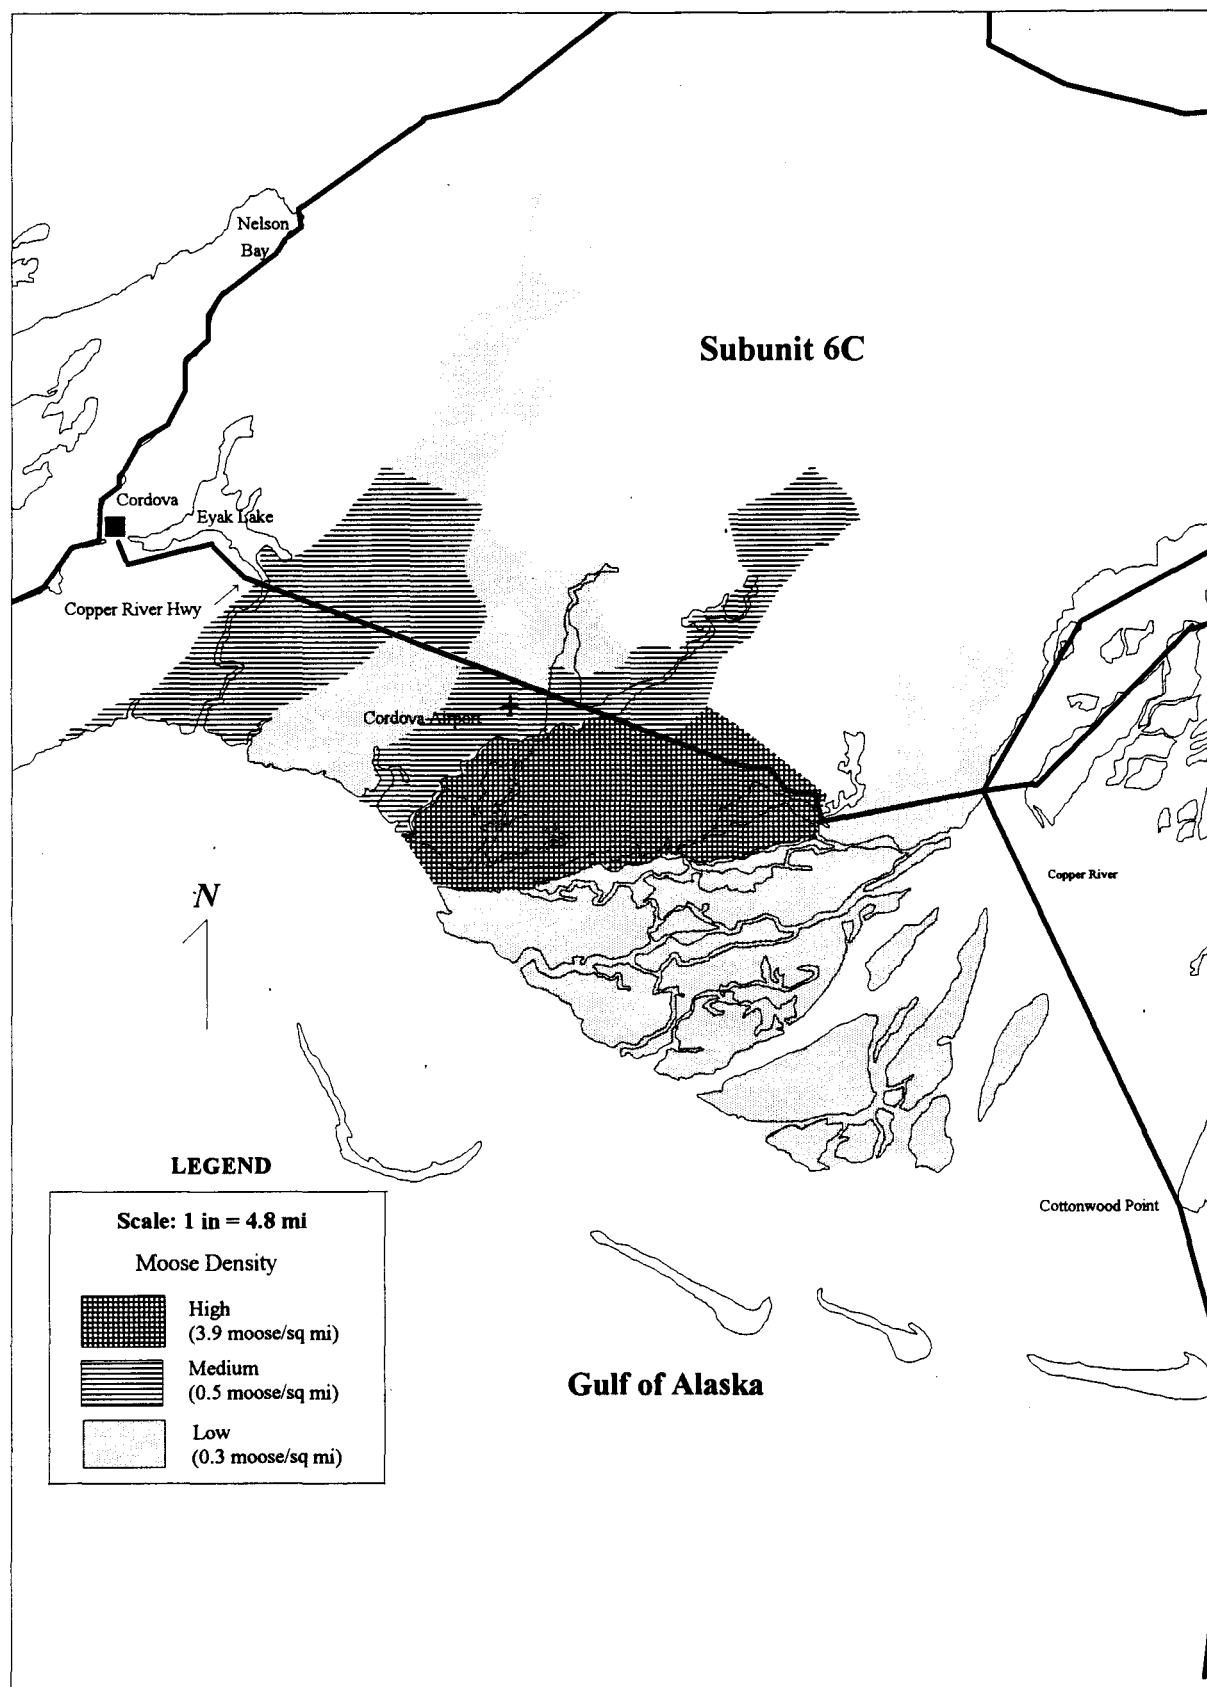 Nelson
Bay
Subunit 6C
Cordova
Eyak Lake
Copper River Hwy
Cordova Airport
Copper River
N
LEGEND
Scale: 1 in = 4.8 mi
Moose Density
High
(3.9 moose/sq mi)
Medium
(0.5 moose/sq mi)
Low
(0.3 moose/sq mi)
Cottonwood Point
Gulf of Alaska